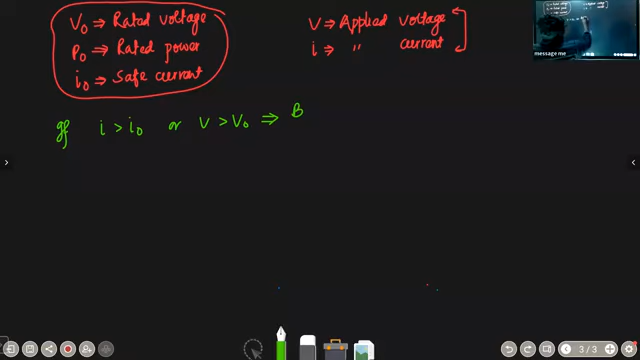 V₀ ⇒ Rated voltage
P₀ ⇒ Rated power
i₀ ⇒ Safe current
V ⇒ Applied voltage
i ⇒ " current
If i > i₀ or V > V₀ ⇒ B
message me
3 / 3